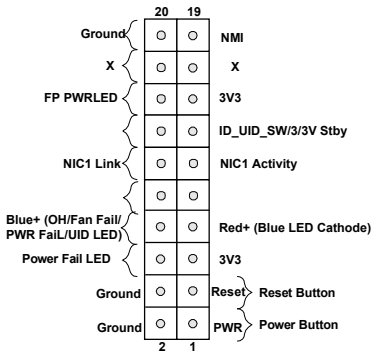 20 19
Ground NMI
X X
FP PWRLED 3V3
ID_UID_SW/3/3V Stby
NIC1 Link NIC1 Activity
Blue+ (OH/Fan Fail/
PWR FaiL/UID LED) Red+ (Blue LED Cathode)
Power Fail LED 3V3
Ground Reset Reset Button
Ground PWR Power Button
2 1